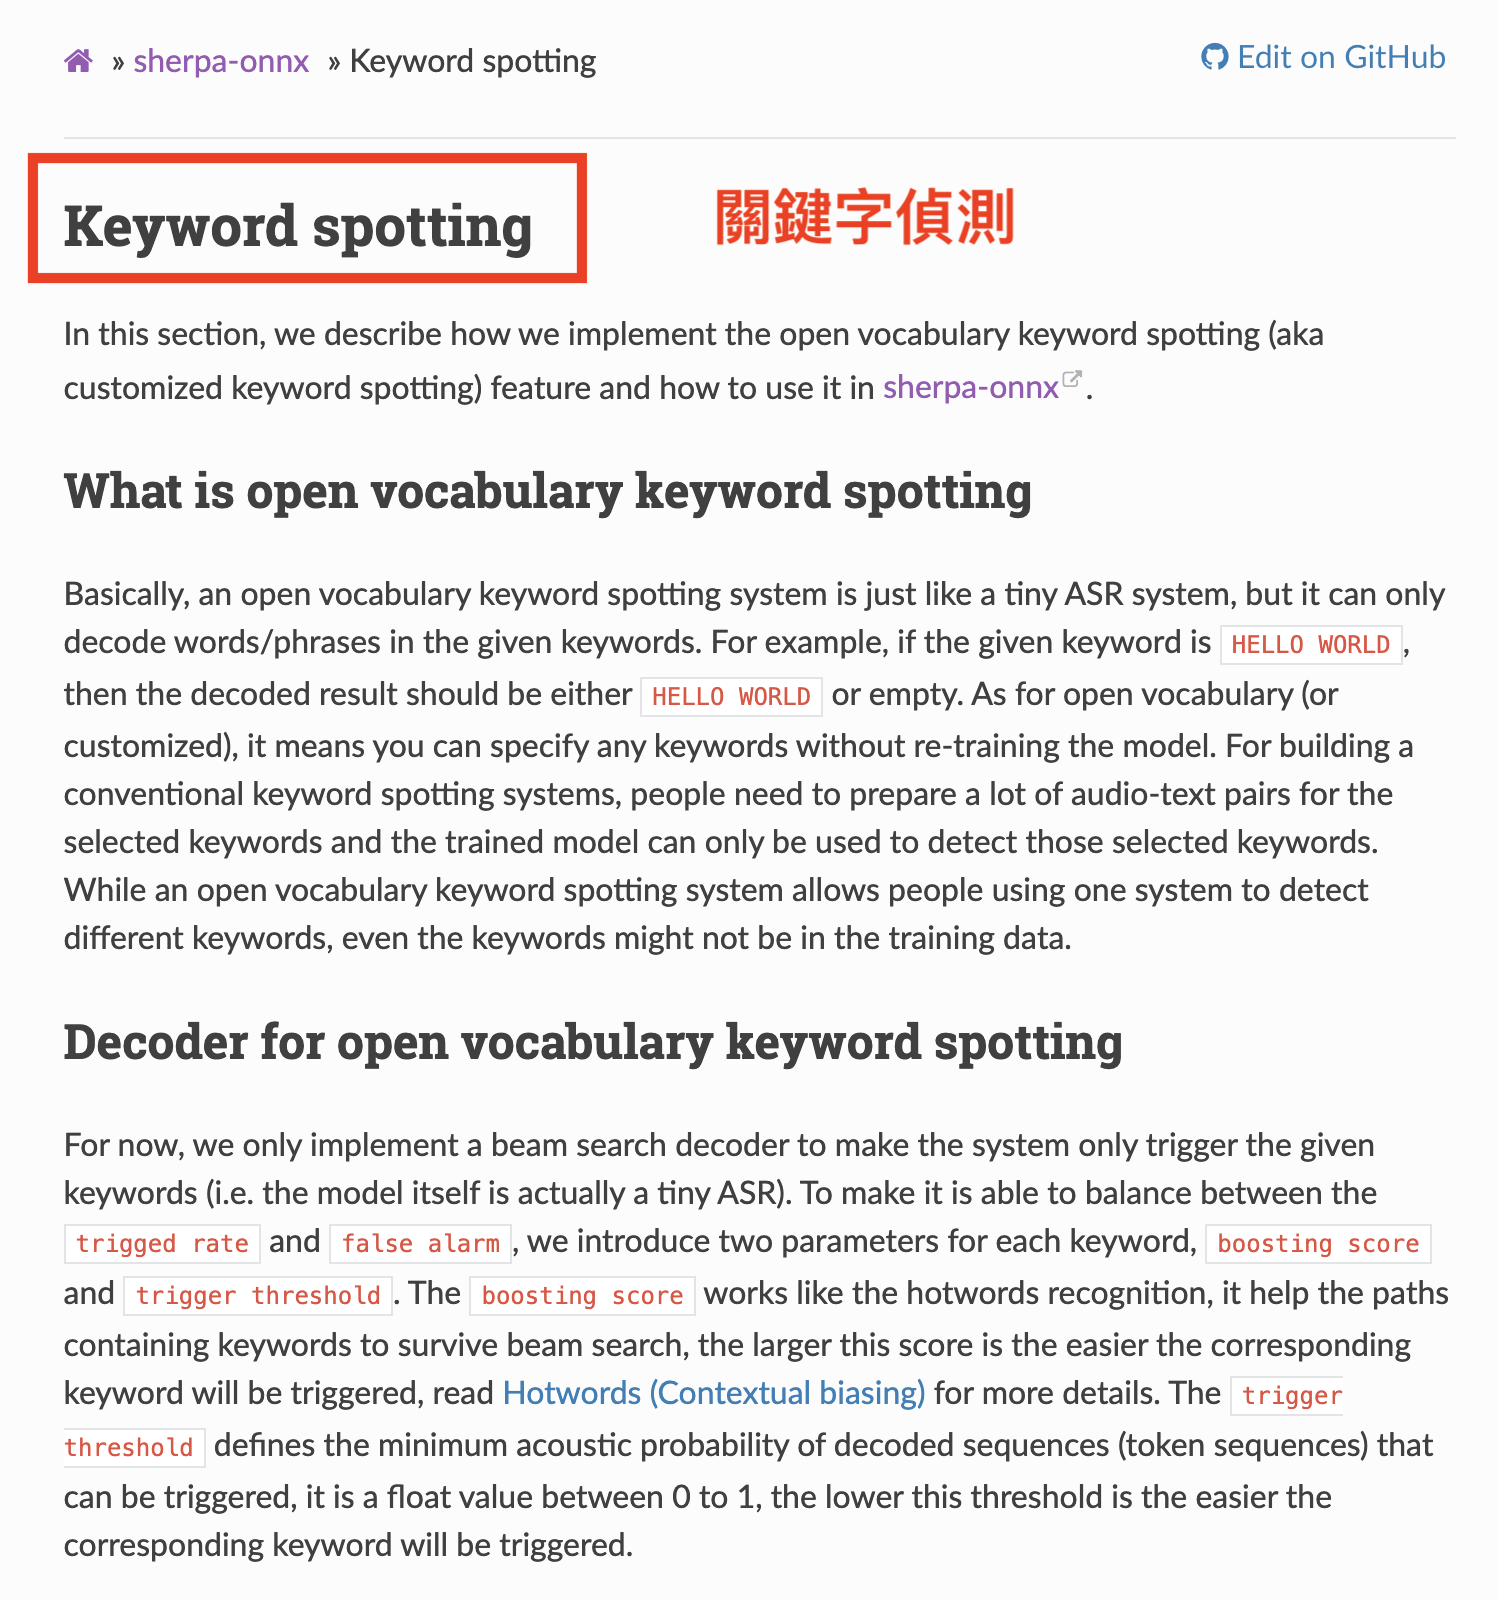 » sherpa-onnx » Keyword spotting
Edit on GitHub
Keyword spotting
關鍵字偵測
In this section, we describe how we implement the open vocabulary keyword spotting (aka
customized keyword spotting) feature and how to use it in sherpa-onnx.
What is open vocabulary keyword spotting
Basically, an open vocabulary keyword spotting system is just like a tiny ASR system, but it can only
decode words/phrases in the given keywords. For example, if the given keyword is HELLO WORLD,
then the decoded result should be either HELLO WORLD or empty. As for open vocabulary (or
customized), it means you can specify any keywords without re-training the model. For building a
conventional keyword spotting systems, people need to prepare a lot of audio-text pairs for the
selected keywords and the trained model can only be used to detect those selected keywords.
While an open vocabulary keyword spotting system allows people using one system to detect
different keywords, even the keywords might not be in the training data.
Decoder for open vocabulary keyword spotting
For now, we only implement a beam search decoder to make the system only trigger the given
keywords (i.e. the model itself is actually a tiny ASR). To make it is able to balance between the
trigged rate and false alarm, we introduce two parameters for each keyword, boosting score
and trigger threshold. The boosting score works like the hotwords recognition, it help the paths
containing keywords to survive beam search, the larger this score is the easier the corresponding
keyword will be triggered, read Hotwords (Contextual biasing) for more details. The trigger
threshold defines the minimum acoustic probability of decoded sequences (token sequences) that
can be triggered, it is a float value between 0 to 1, the lower this threshold is the easier the
corresponding keyword will be triggered.